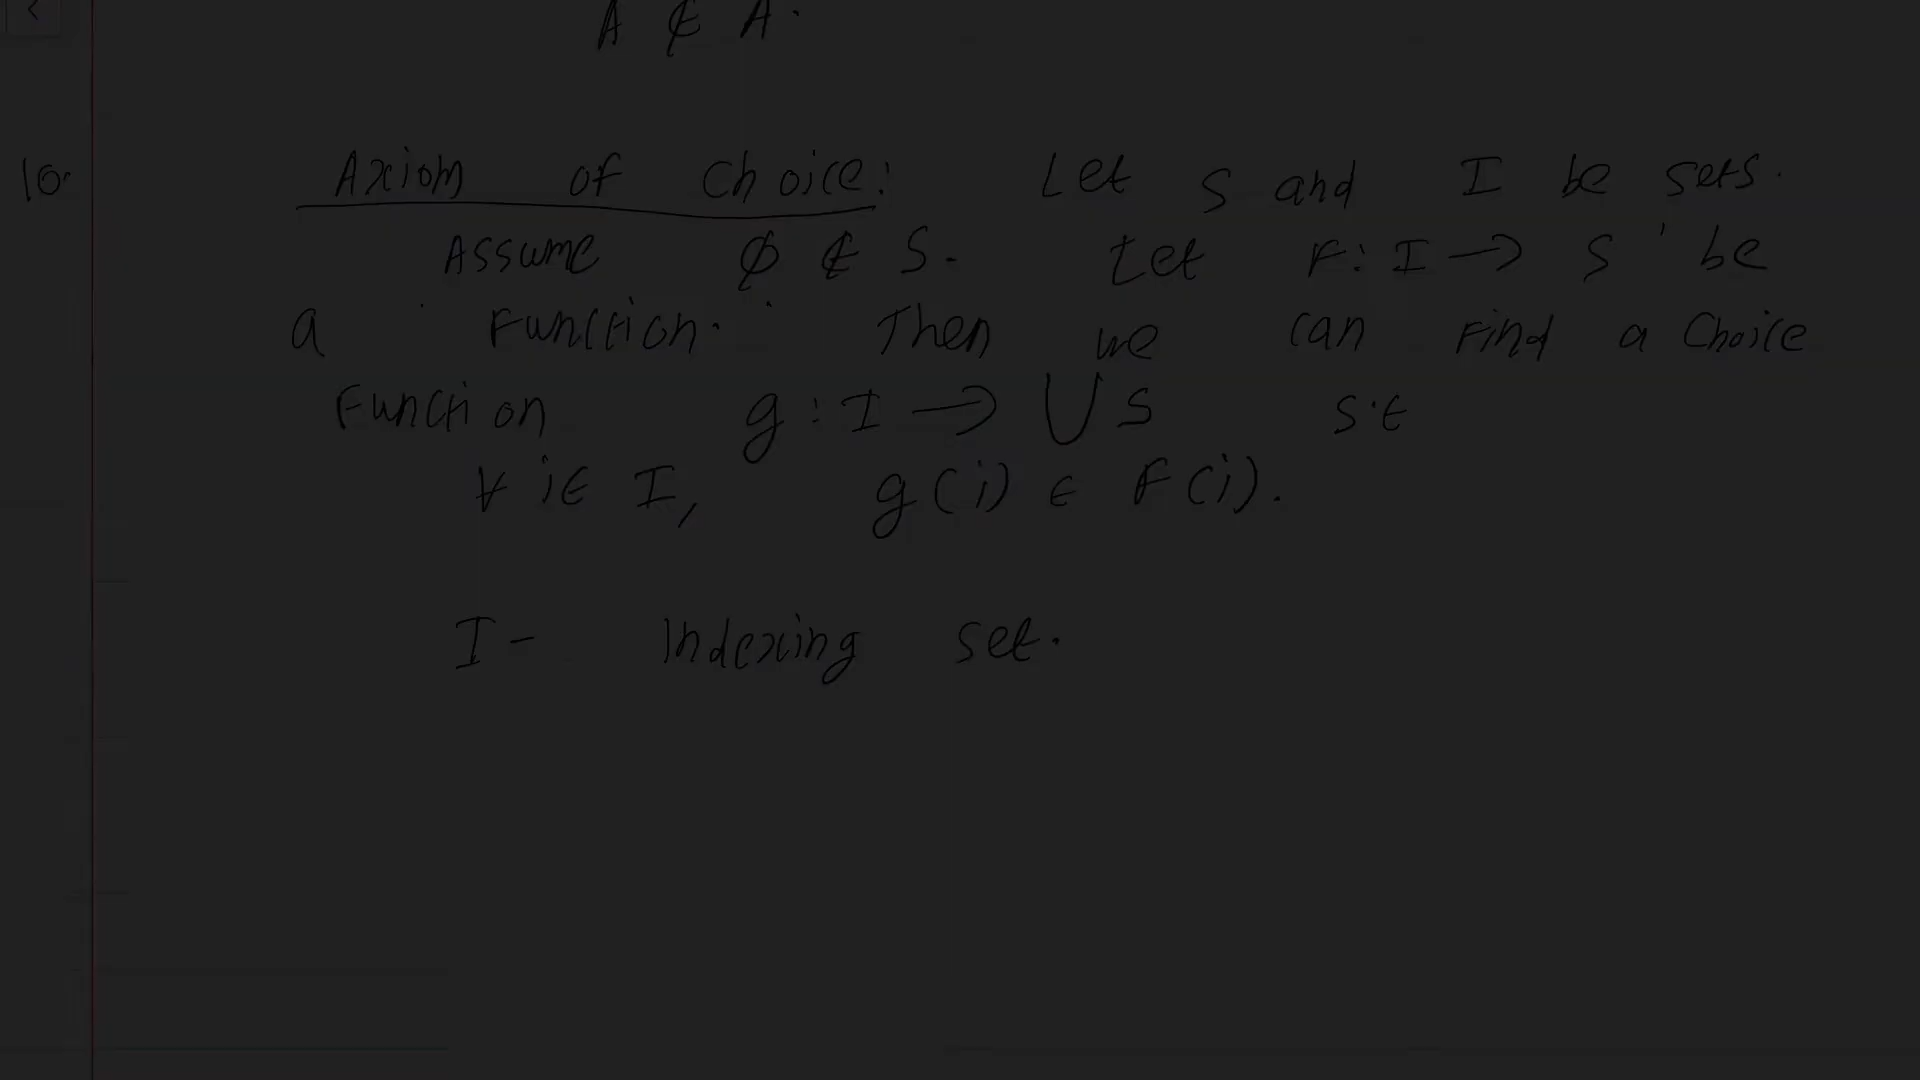 A ∉ A.
10. Axiom of Choice: Let S and I be sets.
Assume ∅ ∉ S. Let F: I → S be
a Function. Then we can Find a Choice
Function g: I → ∪S s.t
∀ i ∈ I, g(i) ∈ F(i).
I - Indexing set.